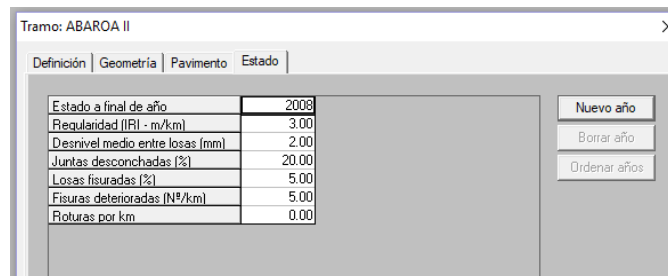 Tramo: ABAROA II
Definición Geometría Pavimento Estado
Estado a final de año 2008
Regularidad (IRI - m/km) 3.00
Desnivel medio entre losas (mm) 2.00
Juntas desconchadas (%) 20.00
Losas fisuradas (%) 5.00
Fisuras deterioradas (Nº/km) 5.00
Roturas por km 0.00
Nuevo año
Borrar año
Ordenar años